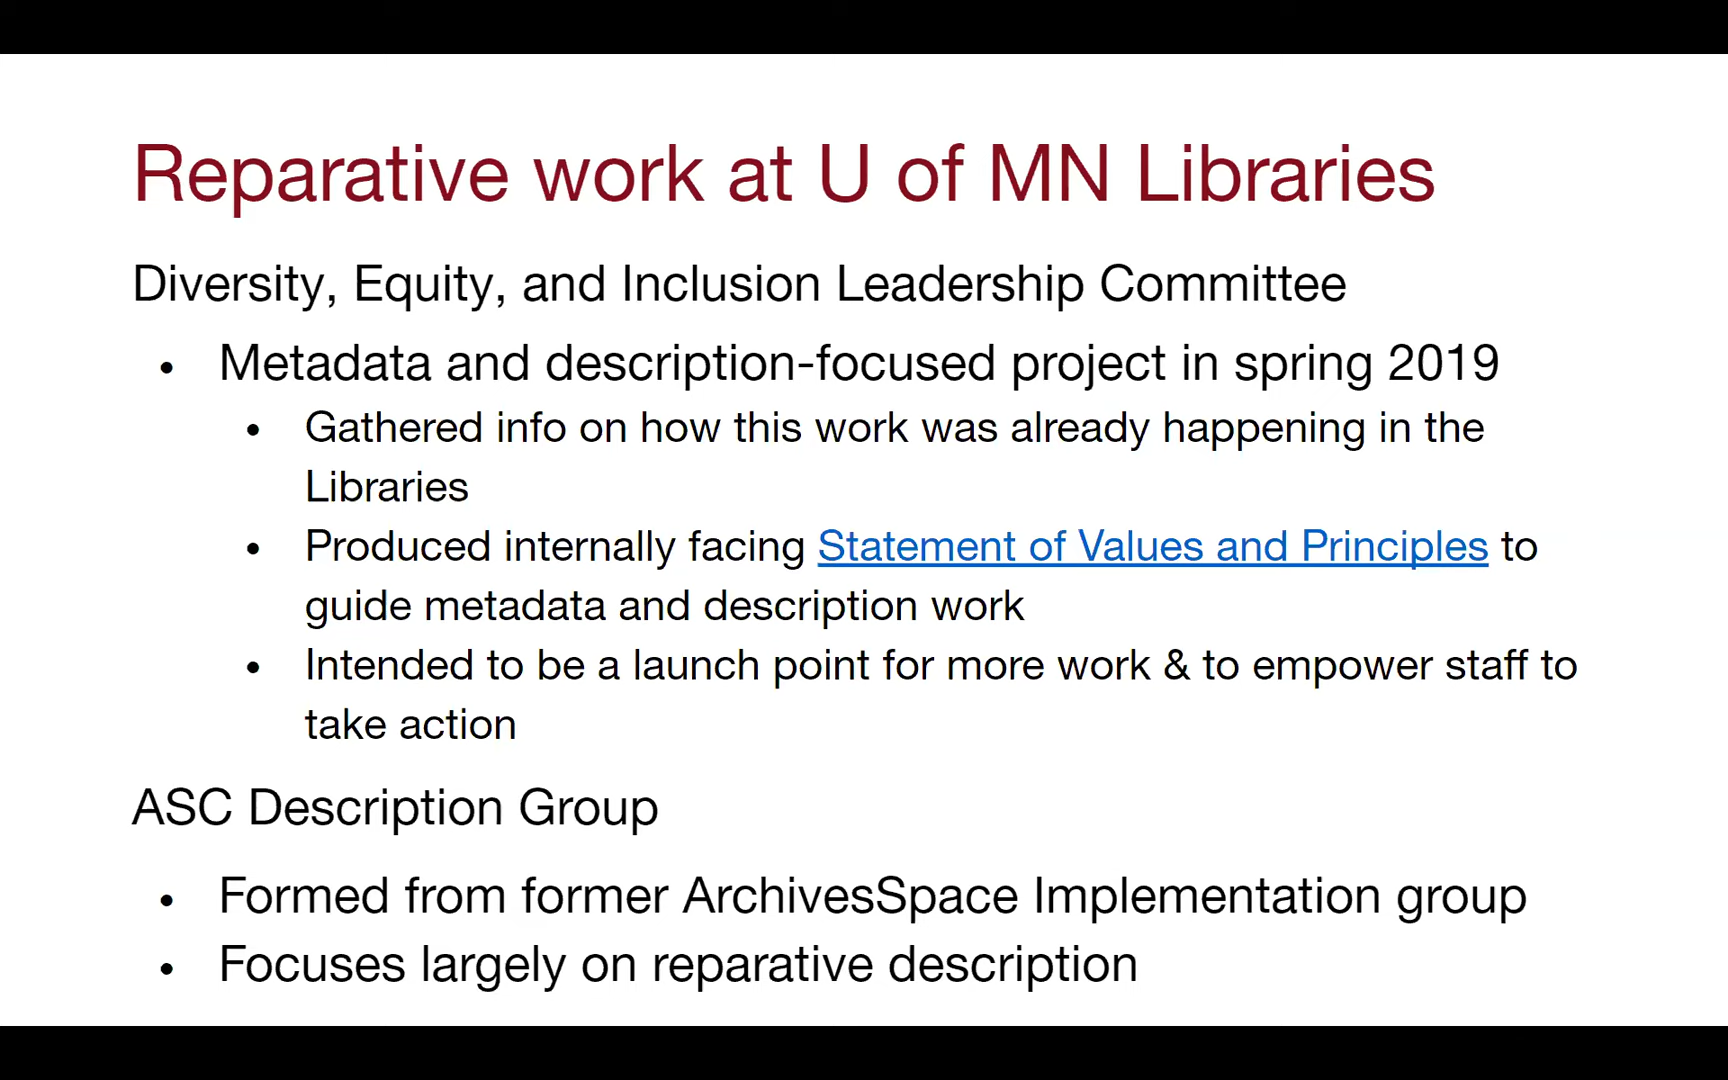 Reparative work at U of MN Libraries
Diversity, Equity, and Inclusion Leadership Committee
• Metadata and description-focused project in spring 2019
• Gathered info on how this work was already happening in the
Libraries
• Produced internally facing Statement of Values and Principles to
guide metadata and description work
• Intended to be a launch point for more work & to empower staff to
take action
ASC Description Group
• Formed from former ArchivesSpace Implementation group
• Focuses largely on reparative description